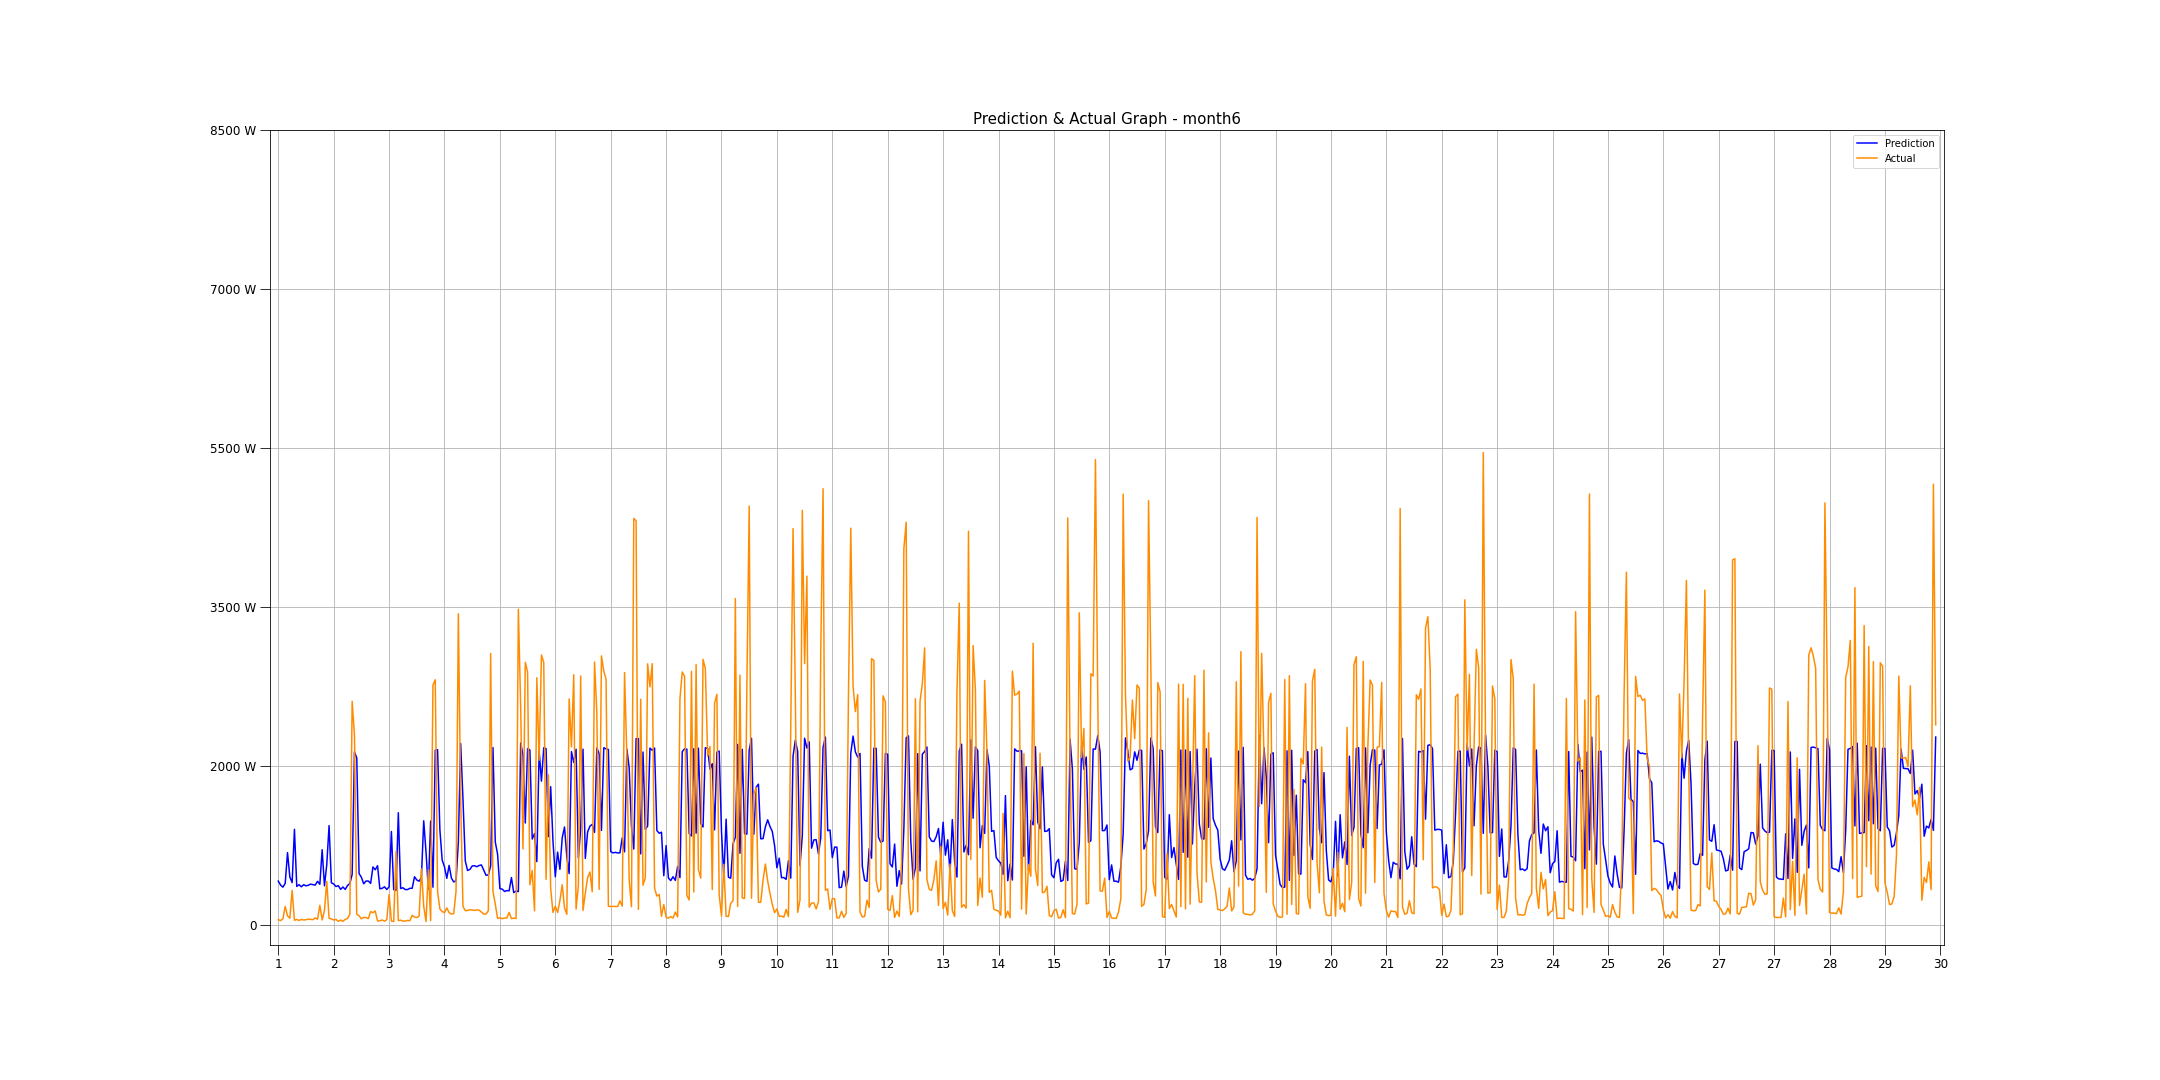 Prediction & Actual Graph - month6
8500 W
7000 W
5500 W
3500 W
2000 W
0
Prediction
Actual
1 2 3 4 5 6 7 8 9 10 11 12 13 14 15 16 17 18 19 20 21 22 23 24 25 26 27 27 28 29 30